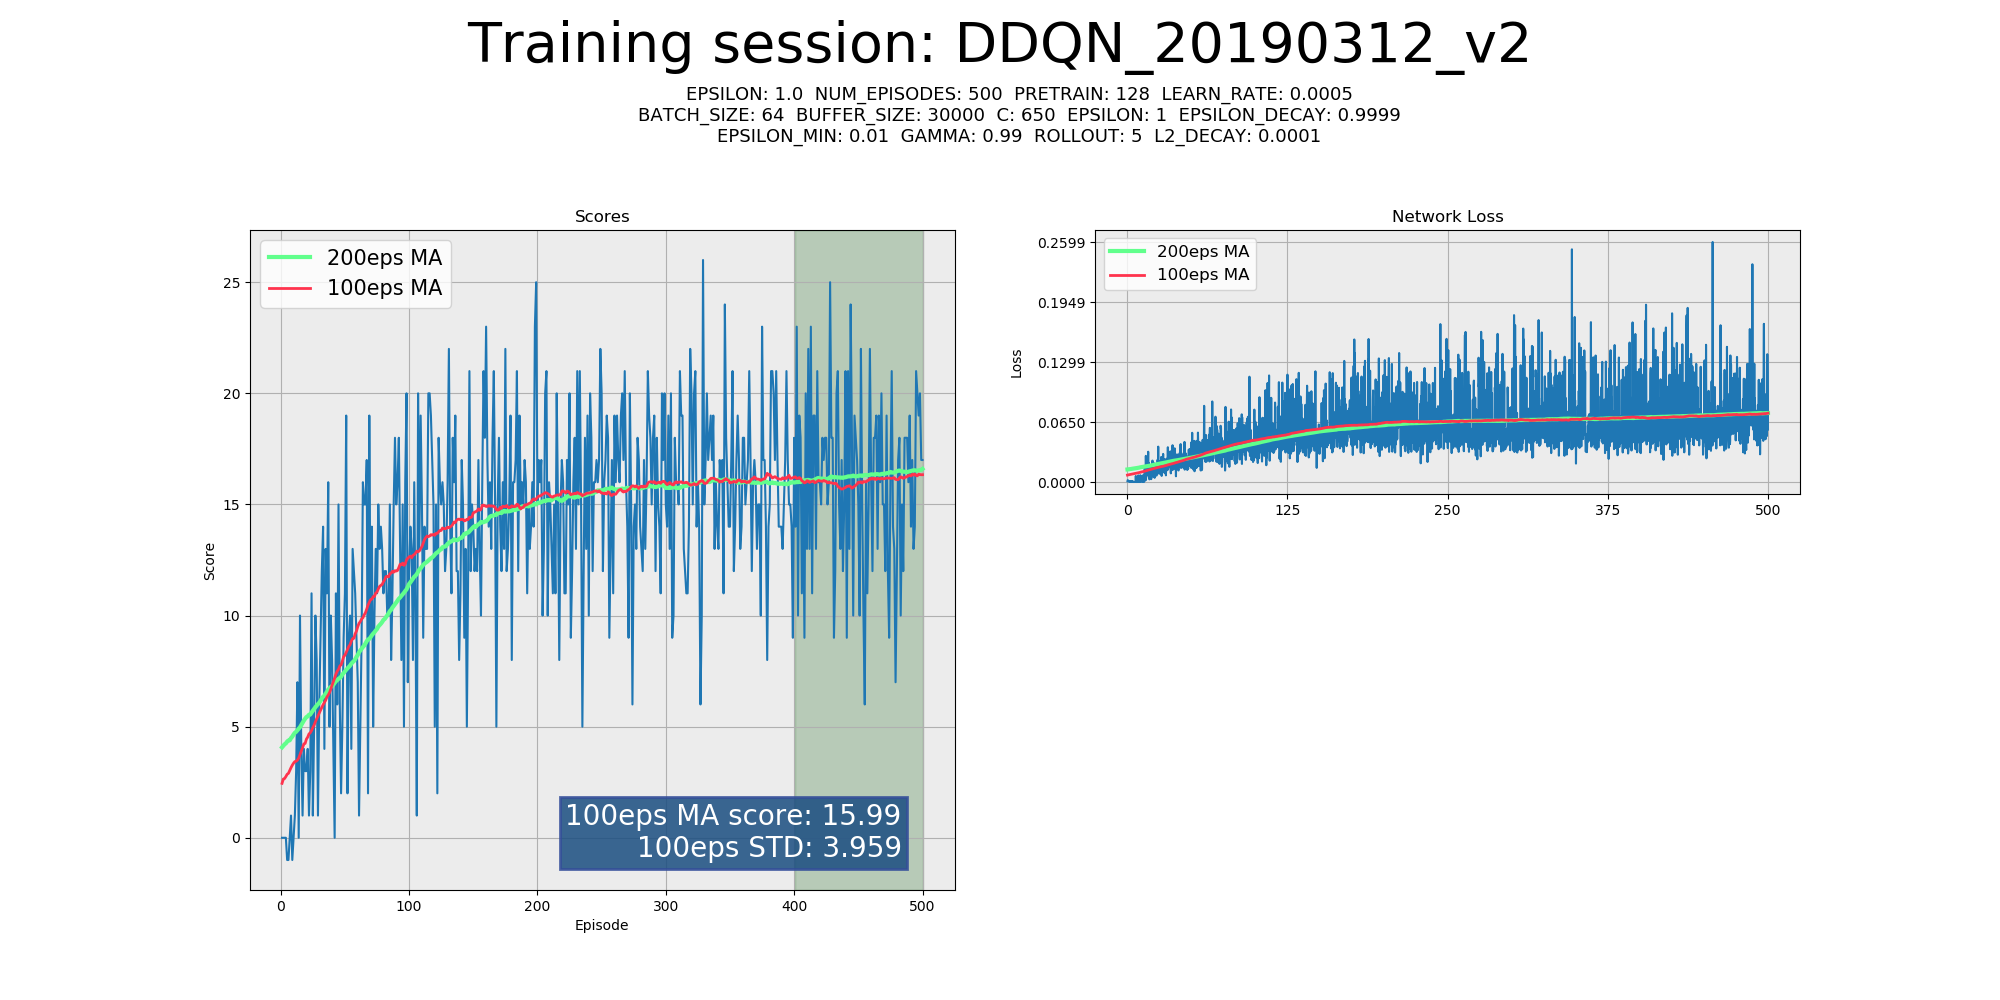 Training session: DDQN_20190312_v2
EPSILON: 1.0  NUM_EPISODES: 500  PRETRAIN: 128  LEARN_RATE: 0.0005
BATCH_SIZE: 64  BUFFER_SIZE: 30000  C: 650  EPSILON: 1  EPSILON_DECAY: 0.9999
EPSILON_MIN: 0.01  GAMMA: 0.99  ROLLOUT: 5  L2_DECAY: 0.0001
Scores
200eps MA
100eps MA
25
20
15
10
5
0
Score
100eps MA score: 15.99
100eps STD: 3.959
0 100 200 300 400 500
Episode
Network Loss
200eps MA
100eps MA
0.2599
0.1949
0.1299
0.0650
0.0000
Loss
0 125 250 375 500